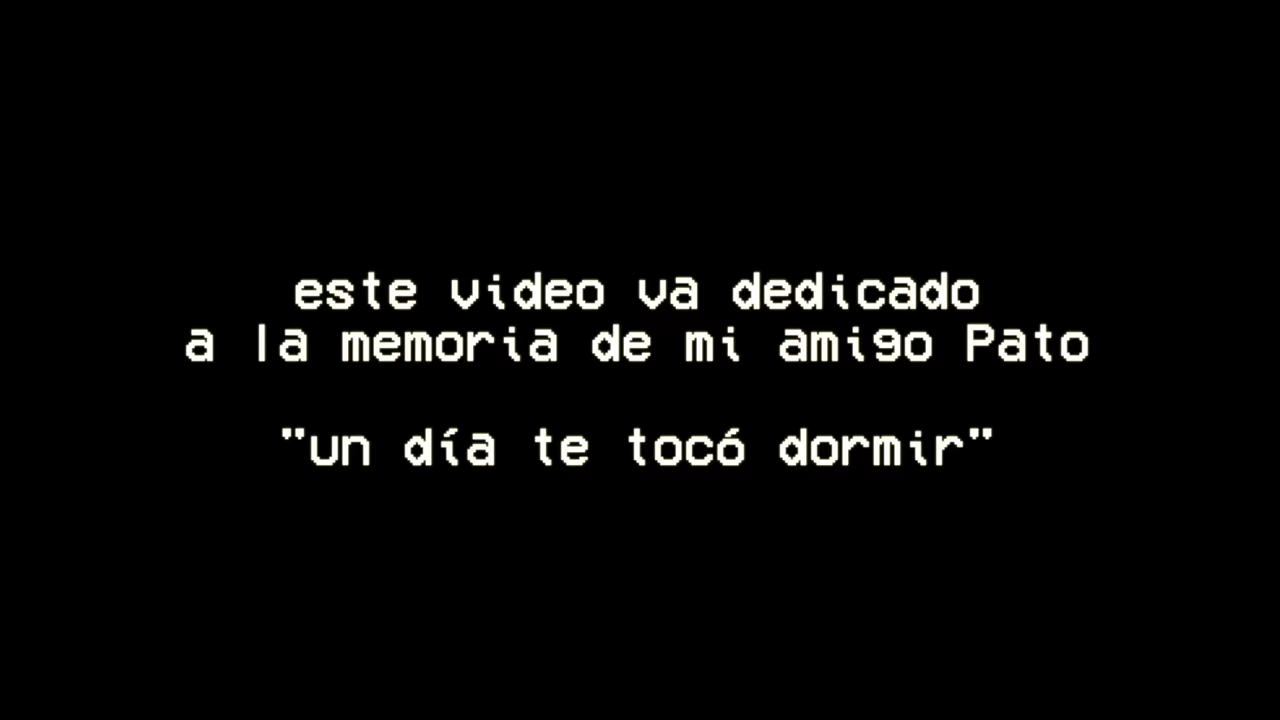 este video va dedicado
a la memoria de mi amigo Pato
"un día te tocó dormir"